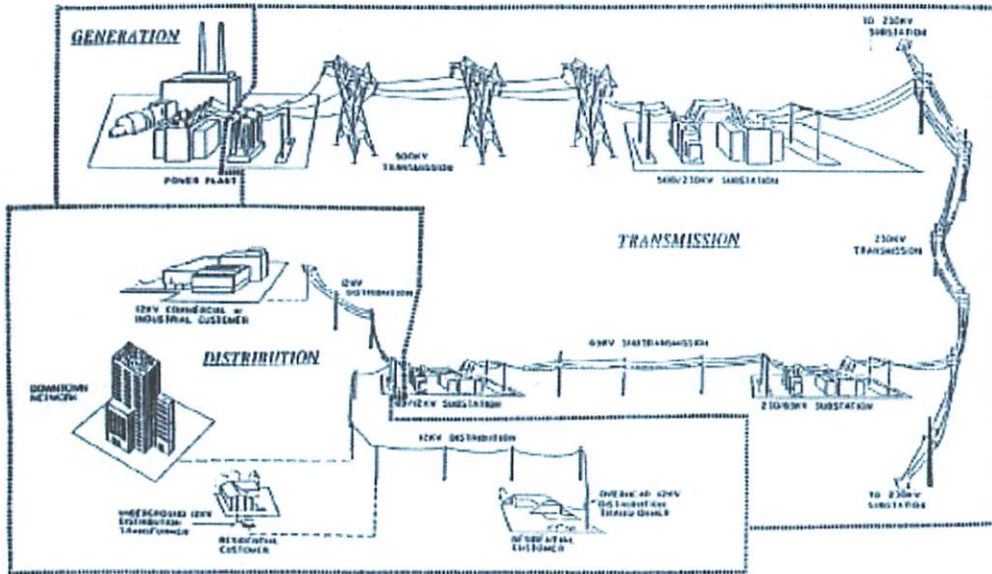 GENERATION
TO 230KV
SUBSTATION
POWER PLANT
500KV
TRANSMISSION
500/230KV SUBSTATION
TRANSMISSION
230KV
TRANSMISSION
12KV
DISTRIBUTION
12KV COMMERCIAL or
INDUSTRIAL CUSTOMER
DISTRIBUTION
69KV SUBTRANSMISSION
DOWNTOWN
NETWORK
69/12KV SUBSTATION
230/69KV SUBSTATION
12KV DISTRIBUTION
UNDERGROUND 12KV
DISTRIBUTION
TRANSFORMER
RESIDENTIAL
CUSTOMER
OVERHEAD 12KV
DISTRIBUTION
TRANSFORMER
RESIDENTIAL
CUSTOMER
TO 230KV
SUBSTATION